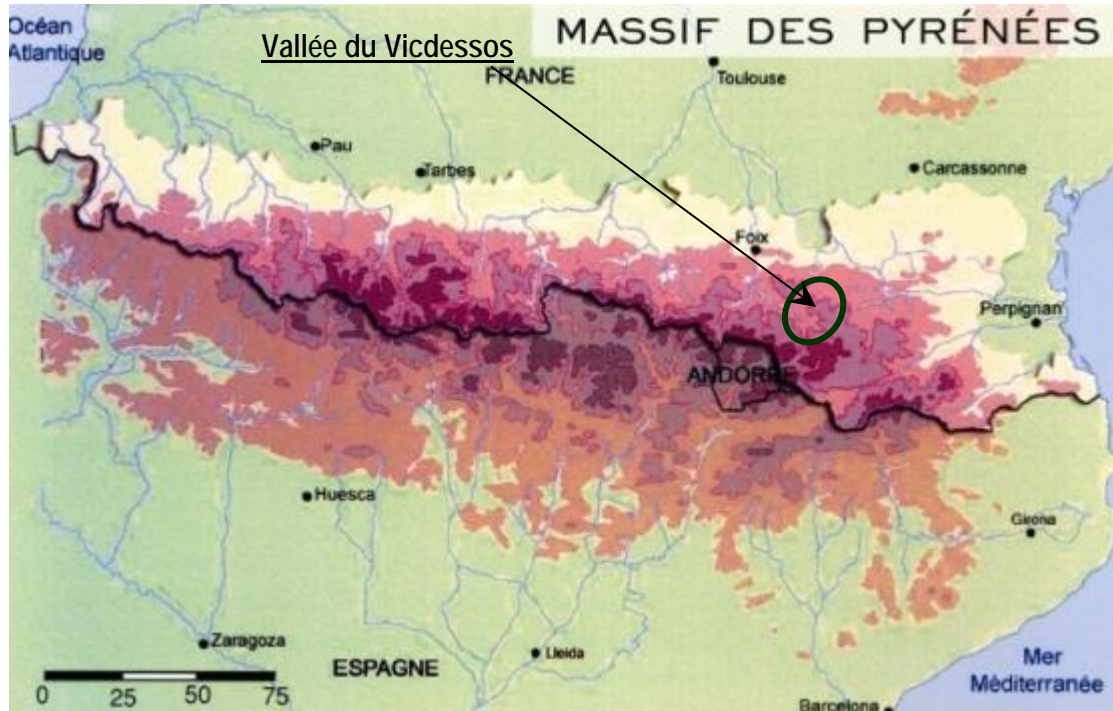 MASSIF DES PYRÉNÉES
Océan
Atlantique
Vallée du Vicdessos
FRANCE
Toulouse
Pau
Tarbes
Carcassonne
Foix
Perpignan
ANDORRE
Huesca
Girona
Zaragoza
ESPAGNE
Lleida
Mer
Méditerranée
Barcelona
0 25 50 75